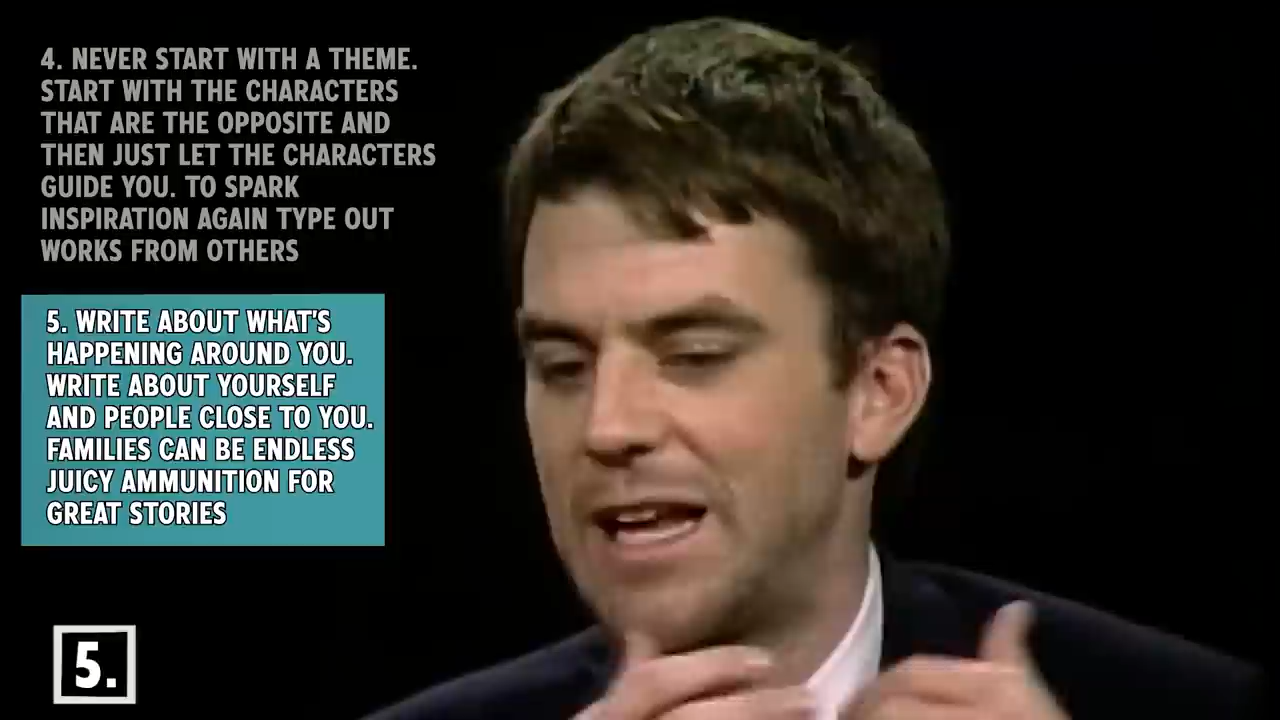 4. NEVER START WITH A THEME.
START WITH THE CHARACTERS
THAT ARE THE OPPOSITE AND
THEN JUST LET THE CHARACTERS
GUIDE YOU. TO SPARK
INSPIRATION AGAIN TYPE OUT
WORKS FROM OTHERS
5. WRITE ABOUT WHAT'S
HAPPENING AROUND YOU.
WRITE ABOUT YOURSELF
AND PEOPLE CLOSE TO YOU.
FAMILIES CAN BE ENDLESS
JUICY AMMUNITION FOR
GREAT STORIES
5.